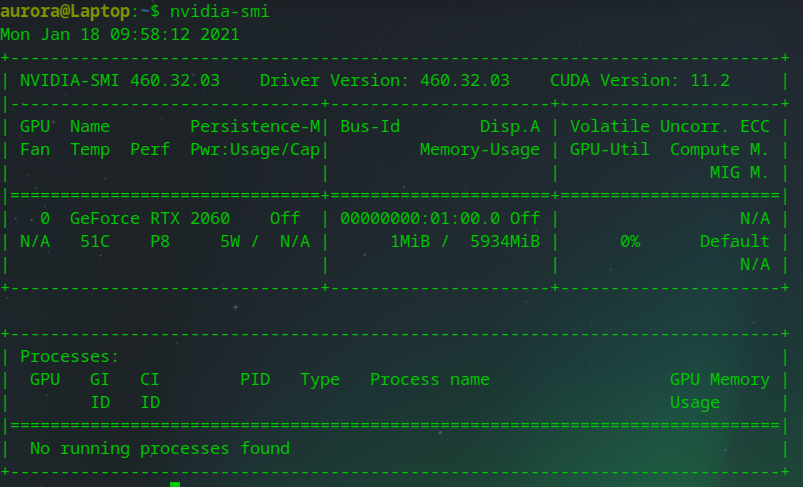 aurora@Laptop:~$ nvidia-smi
Mon Jan 18 09:58:12 2021
+-----------------------------------------------------------------------------+
| NVIDIA-SMI 460.32.03    Driver Version: 460.32.03    CUDA Version: 11.2     |
|-------------------------------+----------------------+----------------------+
| GPU  Name        Persistence-M| Bus-Id        Disp.A | Volatile Uncorr. ECC |
| Fan  Temp  Perf  Pwr:Usage/Cap|         Memory-Usage | GPU-Util  Compute M. |
|                               |                      |               MIG M. |
|===============================+======================+======================|
|   0  GeForce RTX 2060    Off  | 00000000:01:00.0 Off |                  N/A |
| N/A   51C    P8     5W /  N/A |      1MiB /  5934MiB |      0%      Default |
|                               |                      |                  N/A |
+-------------------------------+----------------------+----------------------+
+-----------------------------------------------------------------------------+
| Processes:                                                                  |
|  GPU   GI   CI        PID   Type   Process name                  GPU Memory |
|        ID   ID                                                   Usage      |
|=============================================================================|
|  No running processes found                                                 |
+-----------------------------------------------------------------------------+